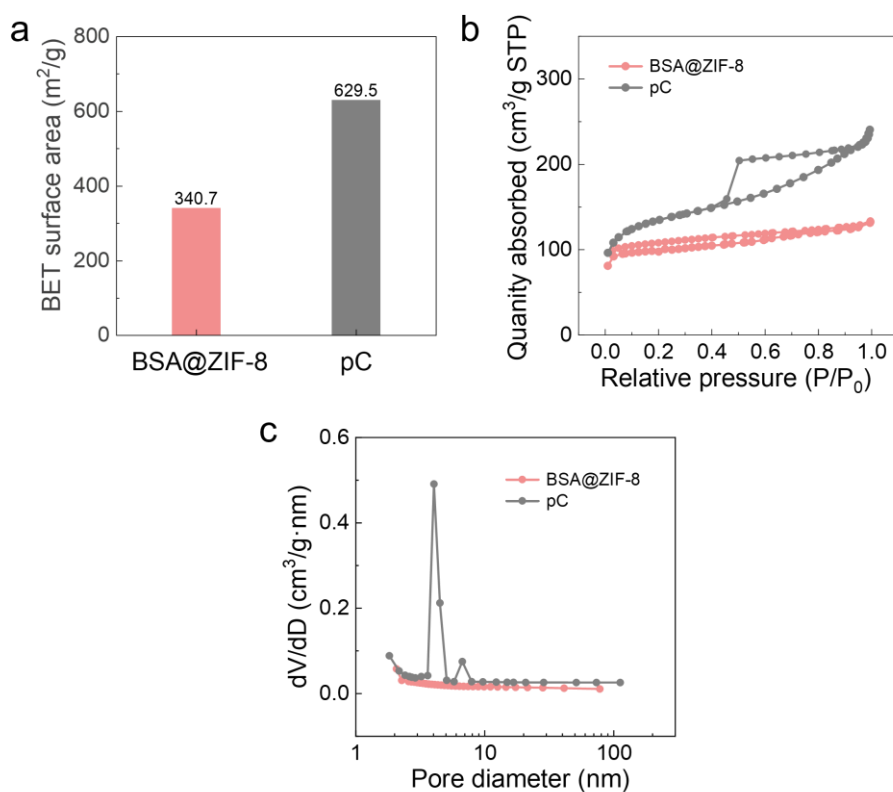 a
BET surface area (m²/g)
800
600
400
200
0
340.7
629.5
BSA@ZIF-8
pC
b
Quanity absorbed (cm³/g STP)
300
200
100
0
BSA@ZIF-8
pC
0.0 0.2 0.4 0.6 0.8 1.0
Relative pressure (P/P₀)
c
dV/dD (cm³/g·nm)
0.6
0.4
0.2
0.0
BSA@ZIF-8
pC
1 10 100
Pore diameter (nm)